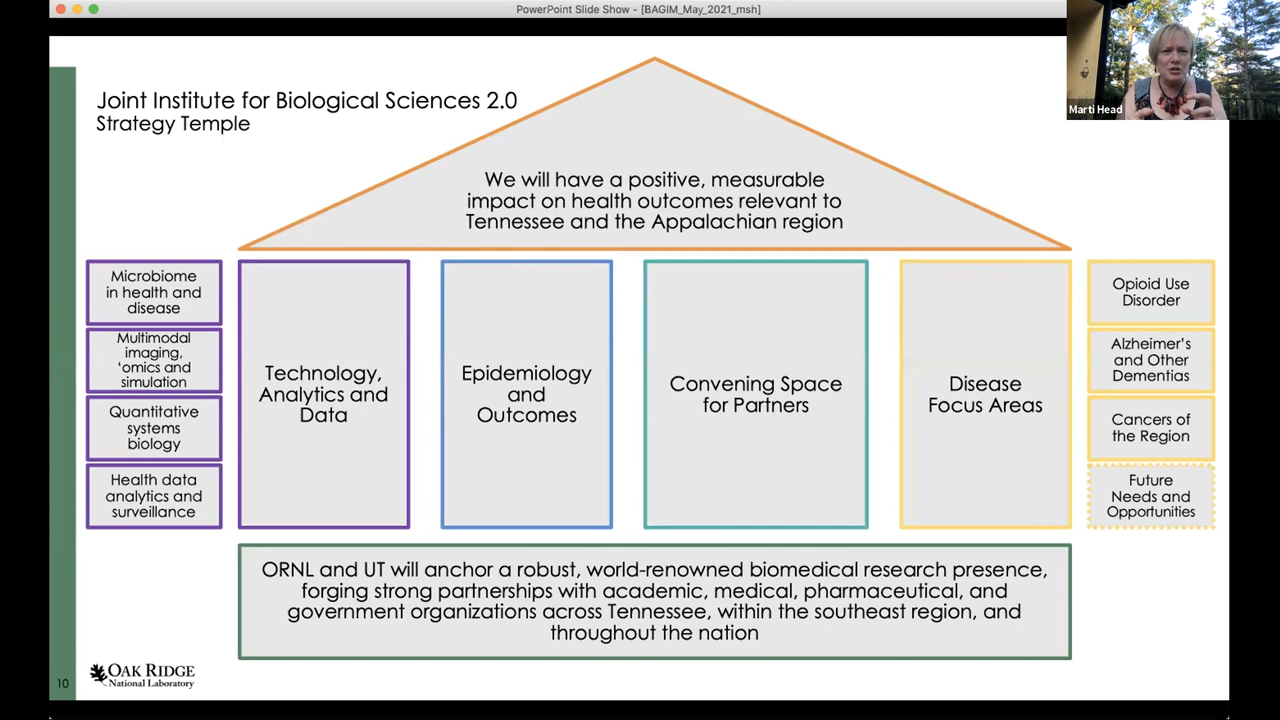 PowerPoint Slide Show - [BAGIM_May_2021_msh]
Marti Head
Joint Institute for Biological Sciences 2.0
Strategy Temple
We will have a positive, measurable
impact on health outcomes relevant to
Tennessee and the Appalachian region
Microbiome
in health and
disease
Multimodal
imaging,
‘omics and
simulation
Quantitative
systems
biology
Health data
analytics and
surveillance
Technology,
Analytics and
Data
Epidemiology
and
Outcomes
Convening Space
for Partners
Disease
Focus Areas
Opioid Use
Disorder
Alzheimer’s
and Other
Dementias
Cancers of
the Region
Future
Needs and
Opportunities
ORNL and UT will anchor a robust, world-renowned biomedical research presence,
forging strong partnerships with academic, medical, pharmaceutical, and
government organizations across Tennessee, within the southeast region, and
throughout the nation
10
OAK RIDGE
National Laboratory